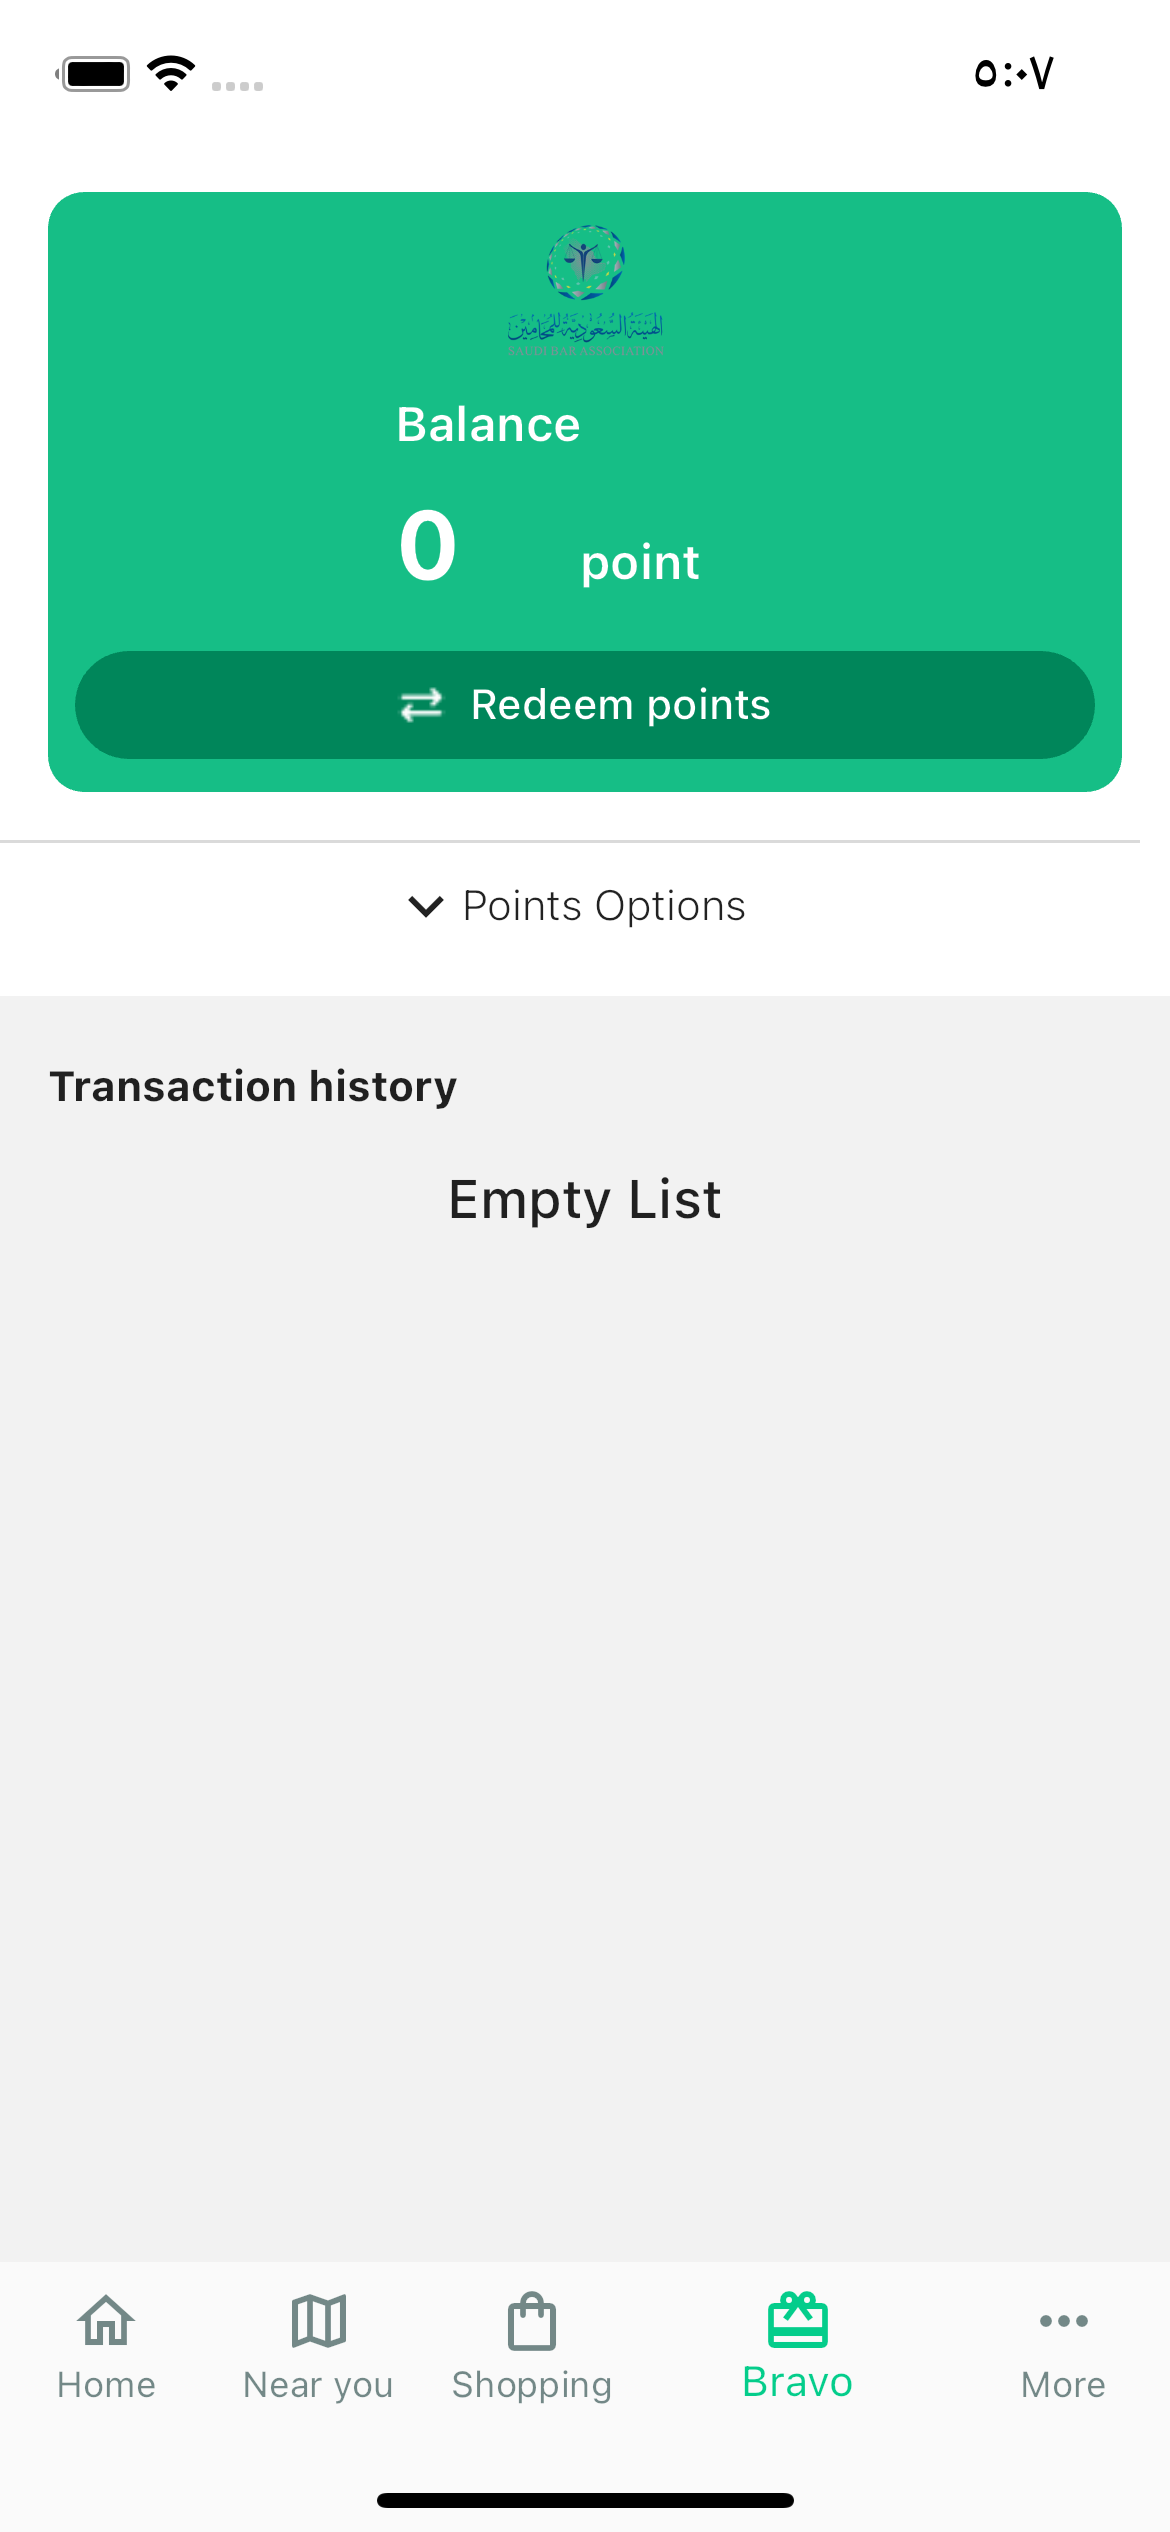 ٥:٠٧
الهيئة السعودية للمحامين
SAUDI BAR ASSOCIATION
Balance
0 point
Redeem points
Points Options
Transaction history
Empty List
Home
Near you
Shopping
Bravo
More